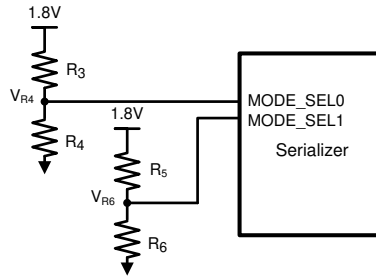 1.8V
R3
VR4
R4
1.8V
R5
VR6
R6
MODE_SEL0
MODE_SEL1
Serializer